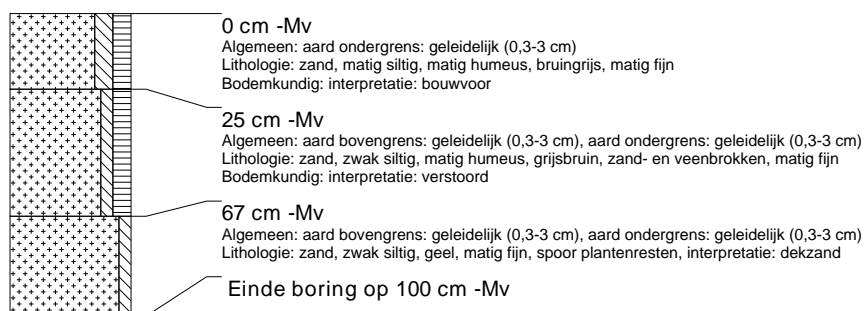 0 cm -Mv
Algemeen: aard ondergrens: geleidelijk (0,3-3 cm)
Lithologie: zand, matig siltig, matig humeus, bruingrijs, matig fijn
Bodemkundig: interpretatie: bouwvoor
25 cm -Mv
Algemeen: aard bovengrens: geleidelijk (0,3-3 cm), aard ondergrens: geleidelijk (0,3-3 cm)
Lithologie: zand, zwak siltig, matig humeus, grijsbruin, zand- en veenbrokken, matig fijn
Bodemkundig: interpretatie: verstoord
67 cm -Mv
Algemeen: aard bovengrens: geleidelijk (0,3-3 cm), aard ondergrens: geleidelijk (0,3-3 cm)
Lithologie: zand, zwak siltig, geel, matig fijn, spoor plantenresten, interpretatie: dekzand
Einde boring op 100 cm -Mv